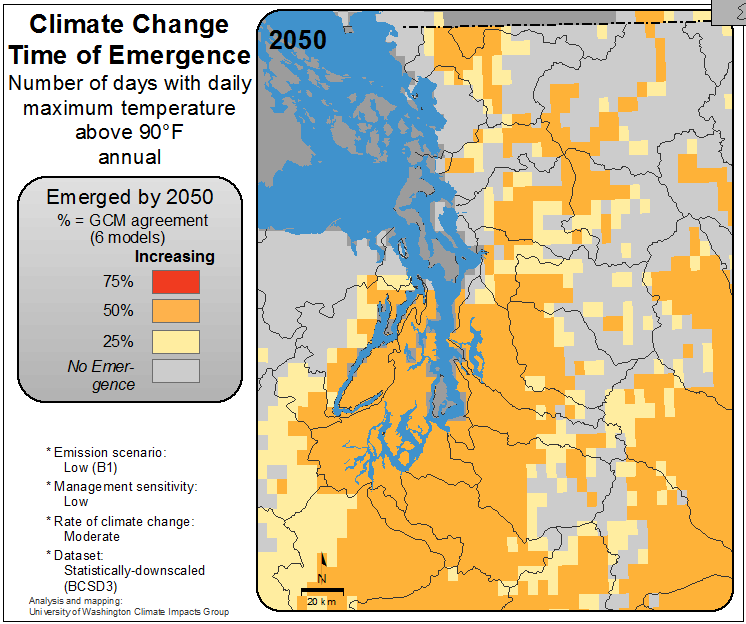 Climate Change
Time of Emergence
Number of days with daily
maximum temperature
above 90°F
annual
Emerged by 2050
% = GCM agreement
(6 models)
Increasing
75%
50%
25%
No Emer-
gence
* Emission scenario:
Low (B1)
* Management sensitivity:
Low
* Rate of climate change:
Moderate
* Dataset:
Statistically-downscaled
(BCSD3)
Analysis and mapping:
University of Washington Climate Impacts Group
2050
N
20 km